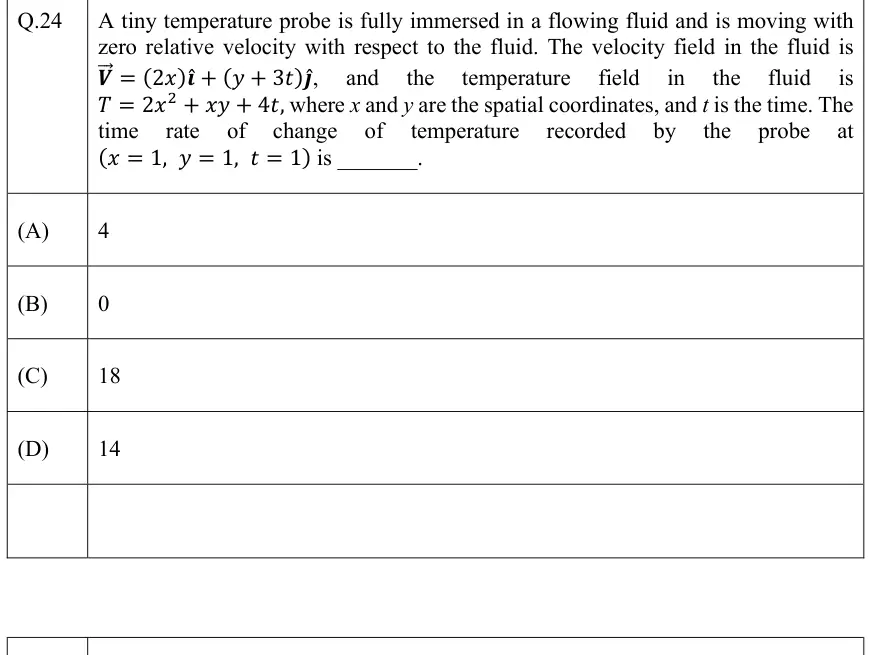 Q.24 A tiny temperature probe is fully immersed in a flowing fluid and is moving with
zero relative velocity with respect to the fluid. The velocity field in the fluid is
V⃗ = (2x)î + (y + 3t)ĵ, and the temperature field in the fluid is
T = 2x² + xy + 4t, where x and y are the spatial coordinates, and t is the time. The
time rate of change of temperature recorded by the probe at
(x = 1, y = 1, t = 1) is _______.
(A) 4
(B) 0
(C) 18
(D) 14